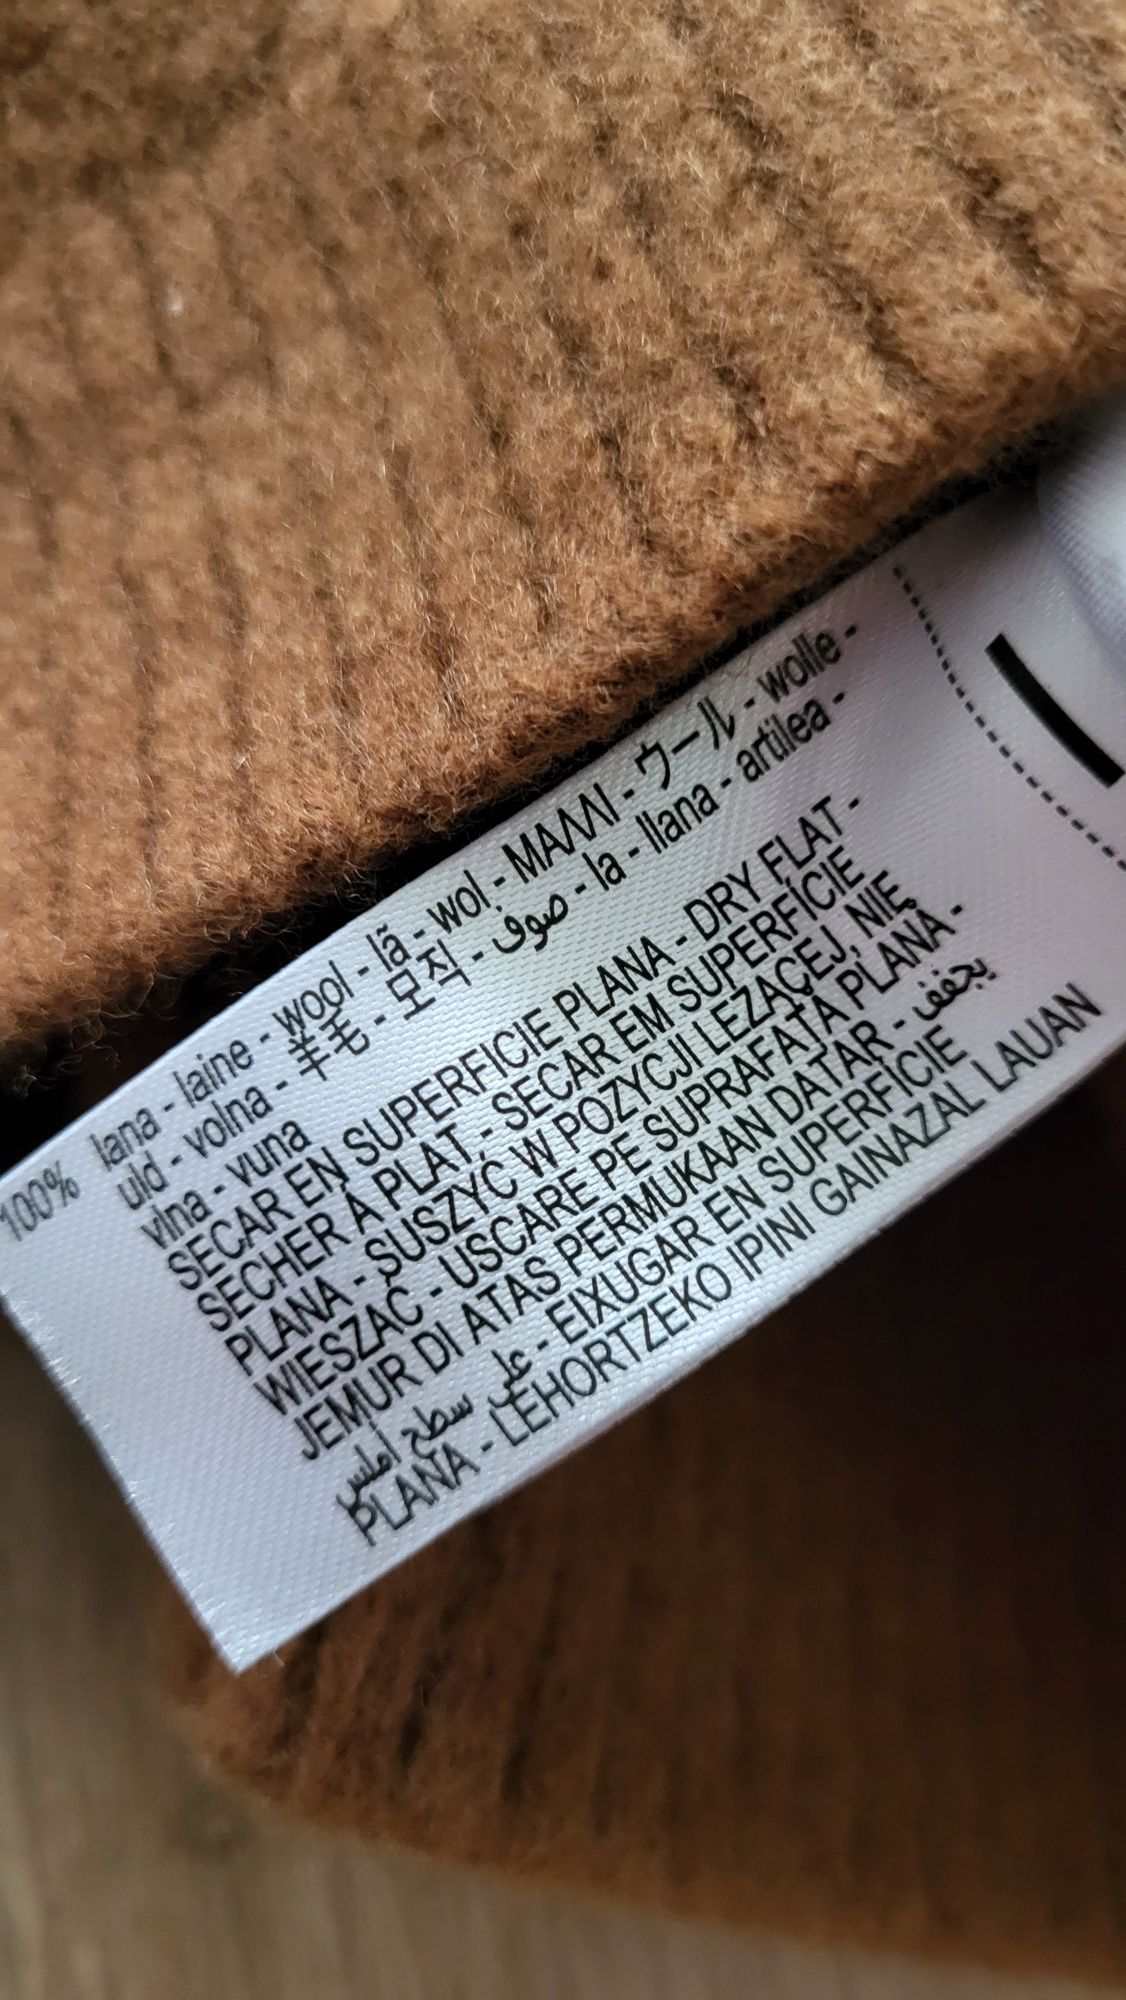 100% lana - laine - wool - lã - wol - ΜΑΛΛΙ - ウール - wolle -
uld - volna - 羊毛 - 모직 - صوف - la - llana - artilea -
vlna - vuna
SECAR EN SUPERFICIE PLANA - DRY FLAT -
SECHER À PLAT, - SECAR EM SUPERFÍCIE
PLANA - SUSZYĆ W POZYCJI LEZĄCEJ, NIE
WIESZAĆ - USCARE PE SUPRAFAȚA PLANĂ -
JEMUR DI ATAS PERMUKAAN DATAR - يجفف
على سطح أملس - EIXUGAR EN SUPERFÍCIE
PLANA - LEHORTZEKO IPINI GAINAZAL LAUAN